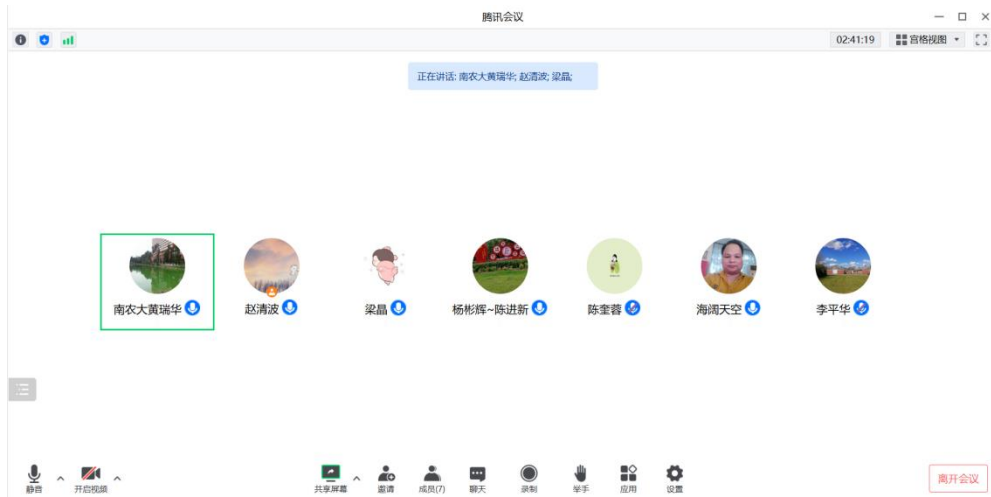 腾讯会议
02:41:19 宫格视图
正在讲话: 南农大黄瑞华; 赵清波; 梁晶;
南农大黄瑞华 赵清波 梁晶 杨彬辉~陈进新 陈奎蓉 海阔天空 李平华
静音 开启视频 共享屏幕 邀请 成员(7) 聊天 录制 举手 应用 设置 离开会议